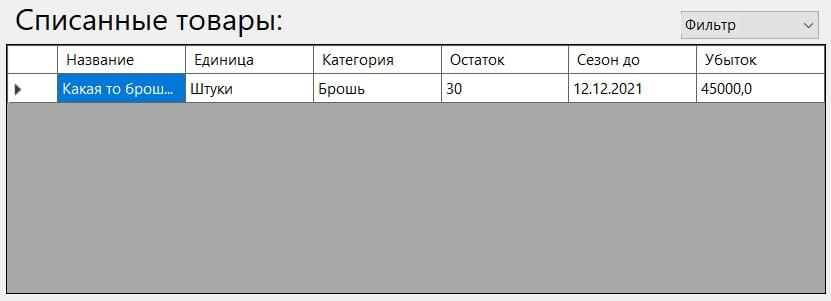 Списанные товары:
Фильтр
Название Единица Категория Остаток Сезон до Убыток
Какая то брош... Штуки Брошь 30 12.12.2021 45000,0